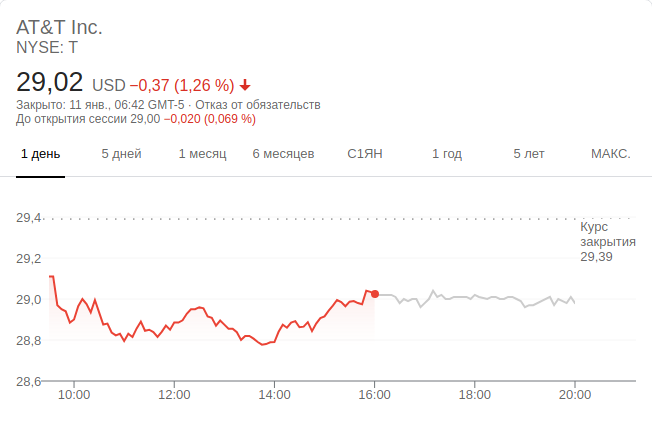 AT&T Inc.
NYSE: T
29,02 USD −0,37 (1,26 %)
Закрыто: 11 янв., 06:42 GMT-5 · Отказ от обязательств
До открытия сессии 29,00 −0,020 (0,069 %)
1 день 5 дней 1 месяц 6 месяцев С1ЯН 1 год 5 лет МАКС.
29,4
Курс
закрытия
29,39
29,2
29,0
28,8
28,6
10:00 12:00 14:00 16:00 18:00 20:00